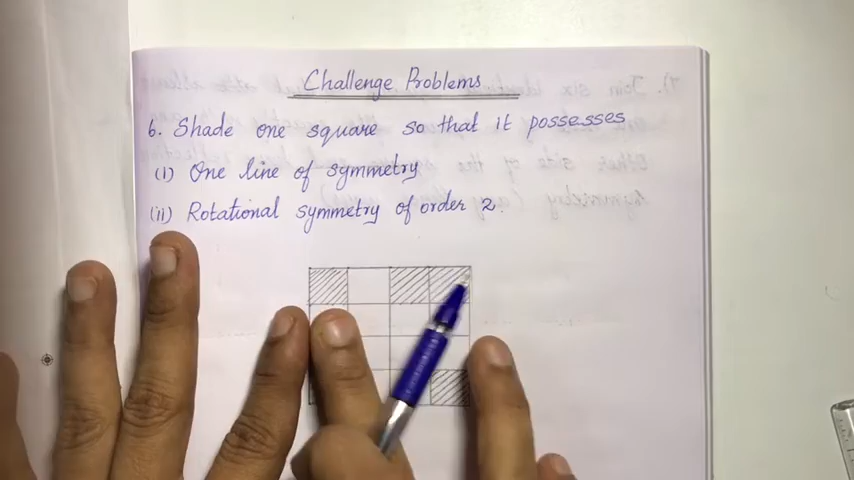 Challenge Problems
6. Shade one square so that it possesses
(i) One line of symmetry
(ii) Rotational symmetry of order 2.